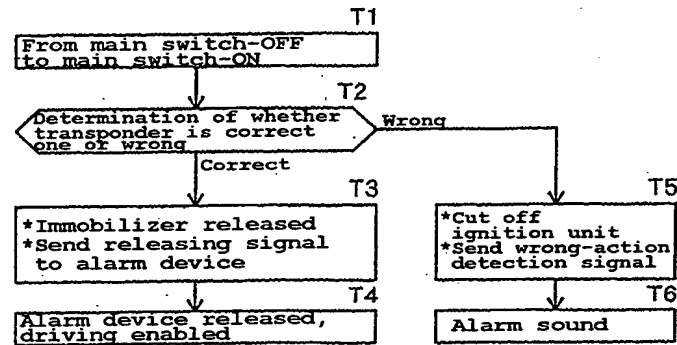 T1
From main switch-OFF
to main switch-ON
T2
Determination of whether
transponder is correct
one or wrong
Wrong
Correct
T3
*Immobilizer released
*Send releasing signal
to alarm device
T5
*Cut off
ignition unit
*Send wrong-action
detection signal
T4
Alarm device released,
driving enabled
T6
Alarm sound